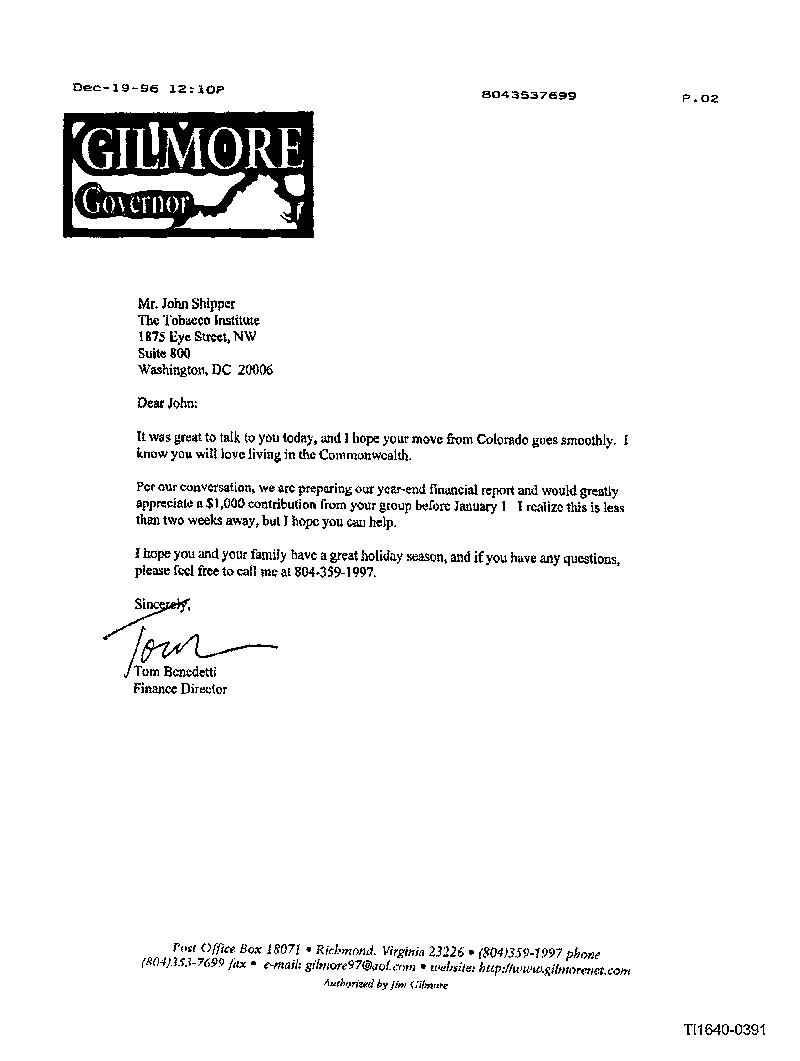 Dec-19-96 12:10P 8043537699 P.02
GILMORE
Governor
Mr. John Shipper
The Tobacco Institute
1875 Eye Street, NW
Suite 800
Washington, DC 20006
Dear John:
It was great to talk to you today, and I hope your move from Colorado goes smoothly. I
know you will love living in the Commonwealth.
Per our conversation, we are preparing our year-end financial report and would greatly
appreciate a $1,000 contribution from your group before January 1 I realize this is less
than two weeks away, but I hope you can help.
I hope you and your family have a great holiday season, and if you have any questions,
please feel free to call me at 804-359-1997.
Sincerely,
Tom
Tom Benedetti
Finance Director
Post Office Box 18071 • Richmond, Virginia 23226 • (804)359-1997 phone
(804)353-7699 fax • e-mail: gilmore97@aol.com • website: http://www.gilmorenet.com
Authorized by Jim Gilmore
TI1640-0391